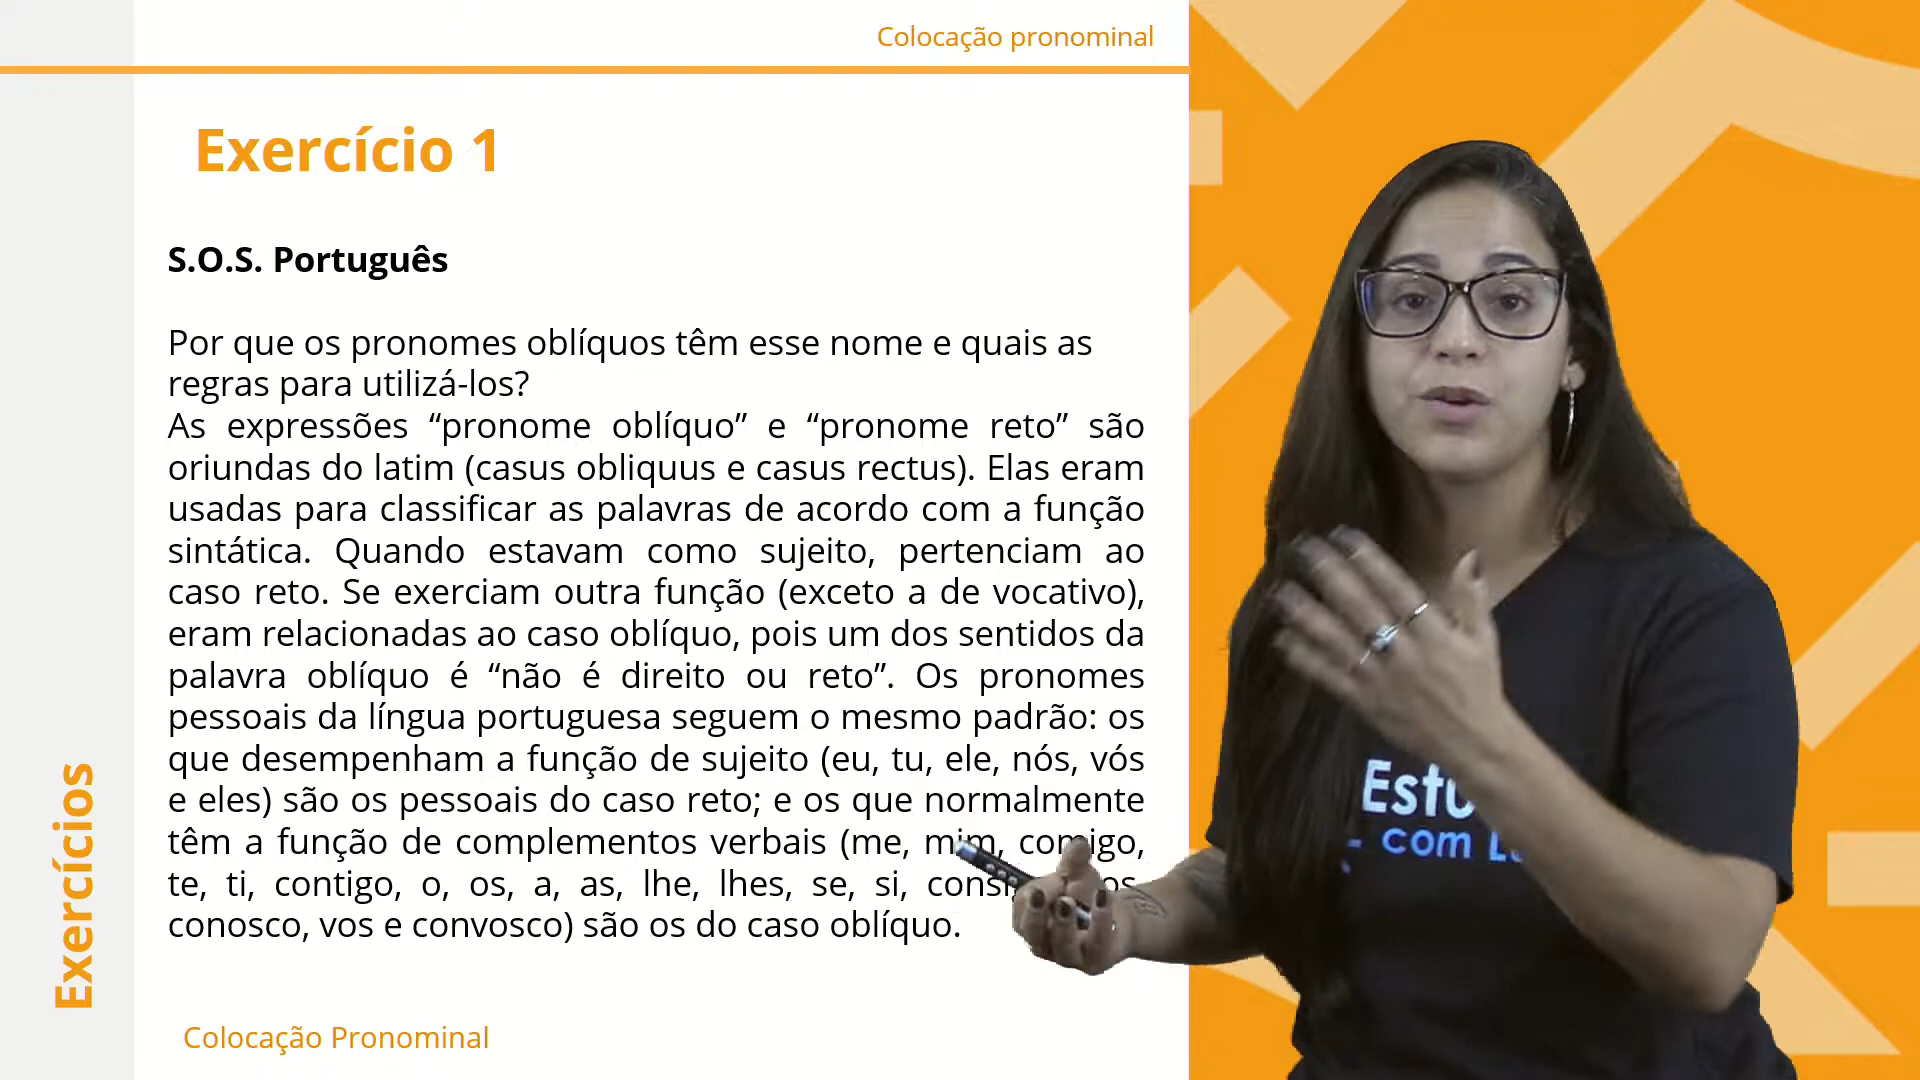 Colocação pronominal
Exercício 1
S.O.S. Português
Por que os pronomes oblíquos têm esse nome e quais as
regras para utilizá-los?
As expressões “pronome oblíquo” e “pronome reto” são
oriundas do latim (casus obliquus e casus rectus). Elas eram
usadas para classificar as palavras de acordo com a função
sintática. Quando estavam como sujeito, pertenciam ao
caso reto. Se exerciam outra função (exceto a de vocativo),
eram relacionadas ao caso oblíquo, pois um dos sentidos da
palavra oblíquo é “não é direito ou reto”. Os pronomes
pessoais da língua portuguesa seguem o mesmo padrão: os
que desempenham a função de sujeito (eu, tu, ele, nós, vós
e eles) são os pessoais do caso reto; e os que normalmente
têm a função de complementos verbais (me, mim, comigo,
te, ti, contigo, o, os, a, as, lhe, lhes, se, si,
conosco, vos e convosco) são os do caso oblíquo.
Exercícios
Colocação Pronominal
com